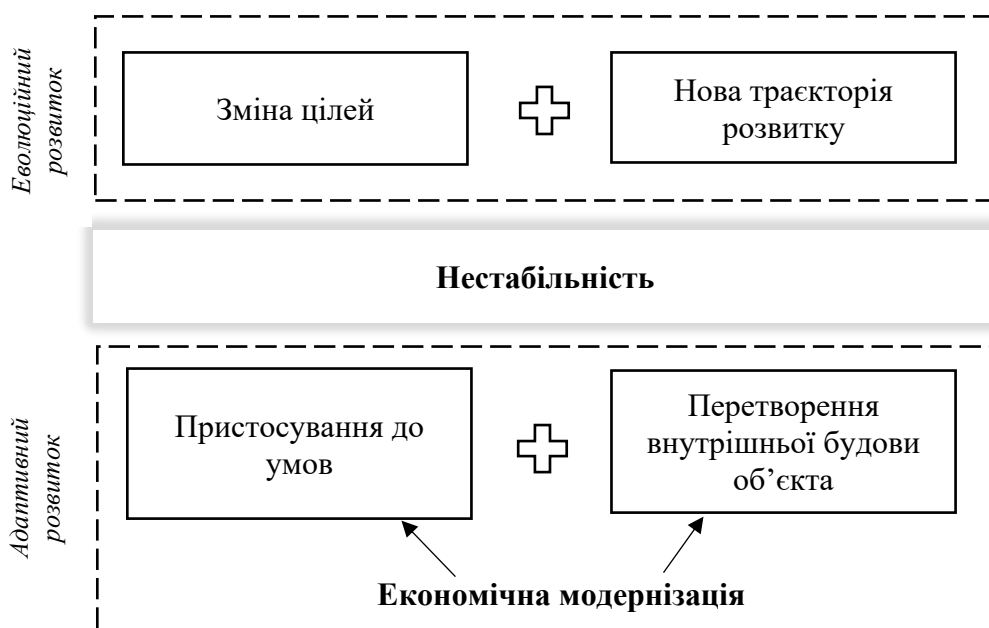 Еволюційний
розвиток
Зміна цілей
Нова траєкторія
розвитку
Нестабільність
Адаптивний
розвиток
Пристосування до
умов
Перетворення
внутрішньої будови
об’єкта
Економічна модернізація